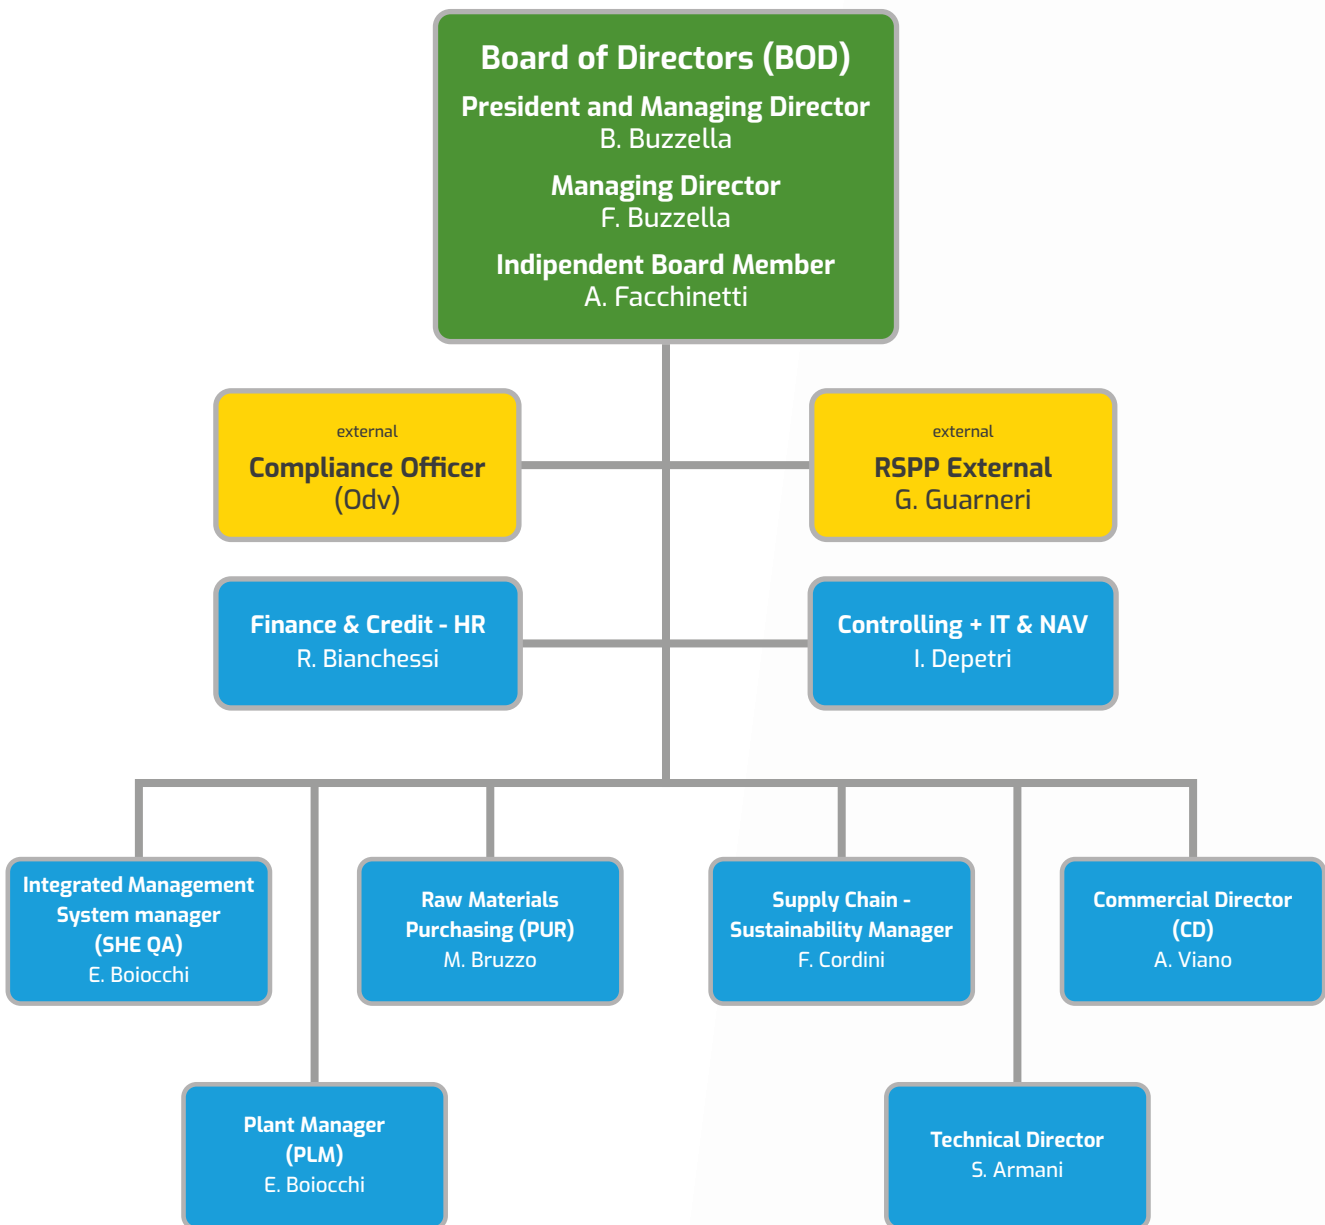 Board of Directors (BOD)
President and Managing Director
B. Buzzella
Managing Director
F. Buzzella
Indipendent Board Member
A. Facchinetti
external
Compliance Officer
(Odv)
external
RSPP External
G. Guarneri
Finance & Credit - HR
R. Bianchessi
Controlling + IT & NAV
I. Depetri
Integrated Management
System manager
(SHE QA)
E. Boiocchi
Raw Materials
Purchasing (PUR)
M. Bruzzo
Supply Chain -
Sustainability Manager
F. Cordini
Commercial Director
(CD)
A. Viano
Plant Manager
(PLM)
E. Boiocchi
Technical Director
S. Armani